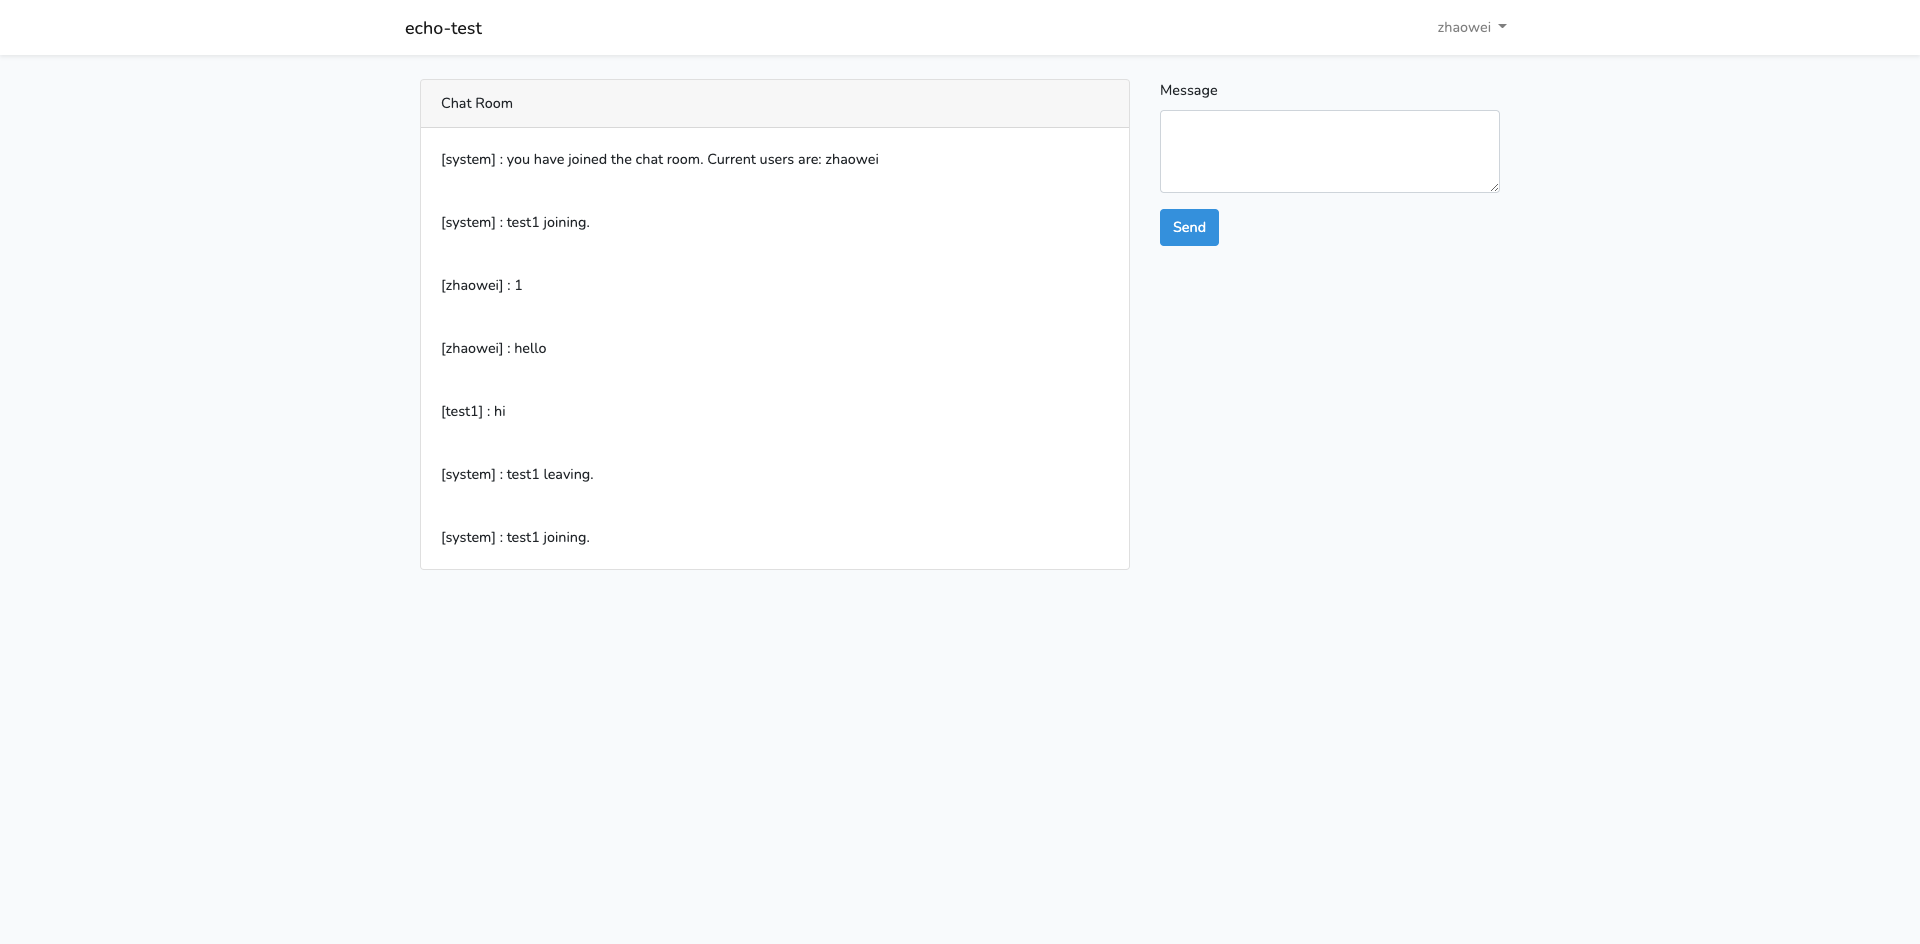 echo-test
zhaowei
Chat Room
[system] : you have joined the chat room. Current users are: zhaowei
[system] : test1 joining.
[zhaowei] : 1
[zhaowei] : hello
[test1] : hi
[system] : test1 leaving.
[system] : test1 joining.
Message
Send